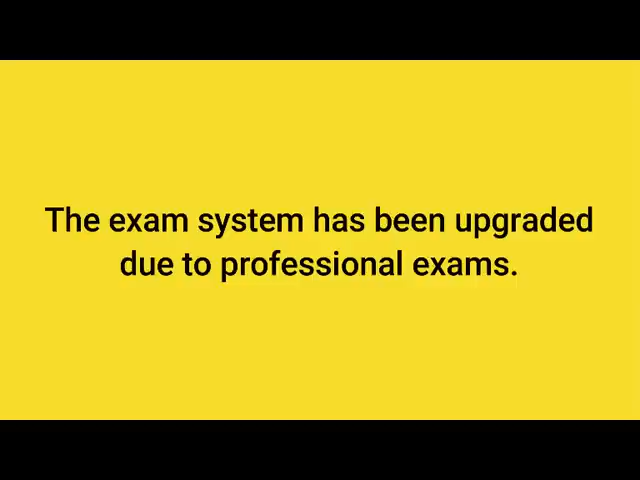 The exam system has been upgraded
due to professional exams.